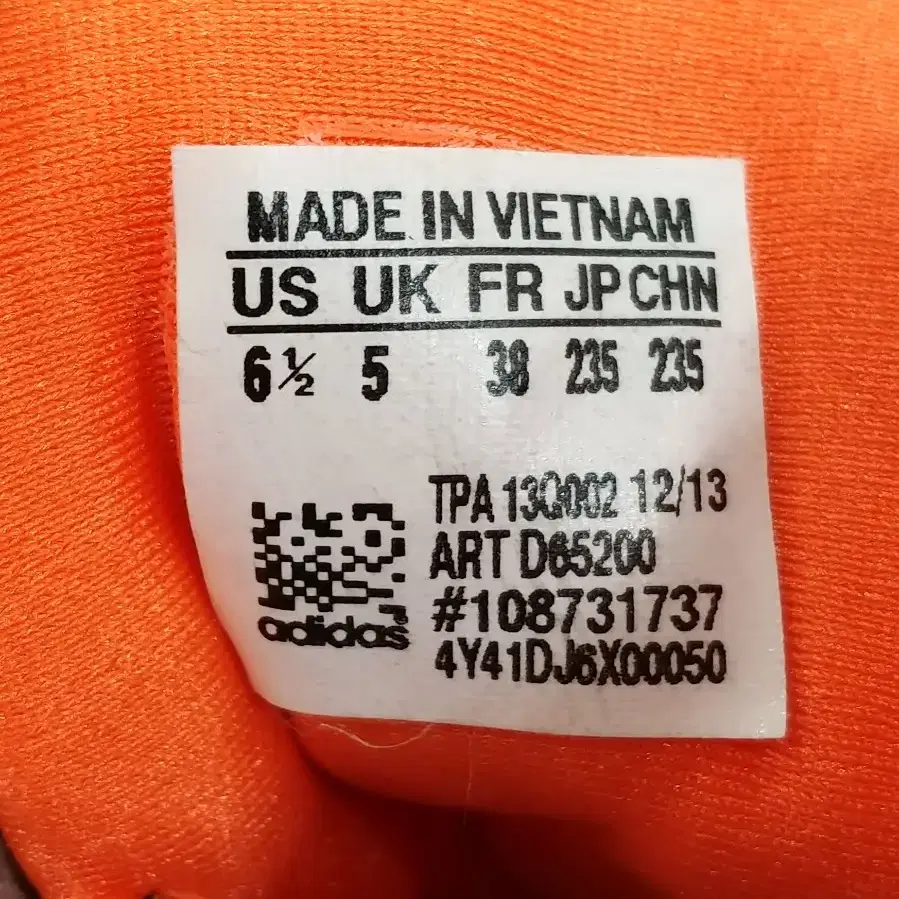 MADE IN VIETNAM
US UK FR JP CHN
6½ 5 38 235 235
TPA 13Q002 12/13
ART D65200
#108731737
4Y41DJ6X00050
adidas